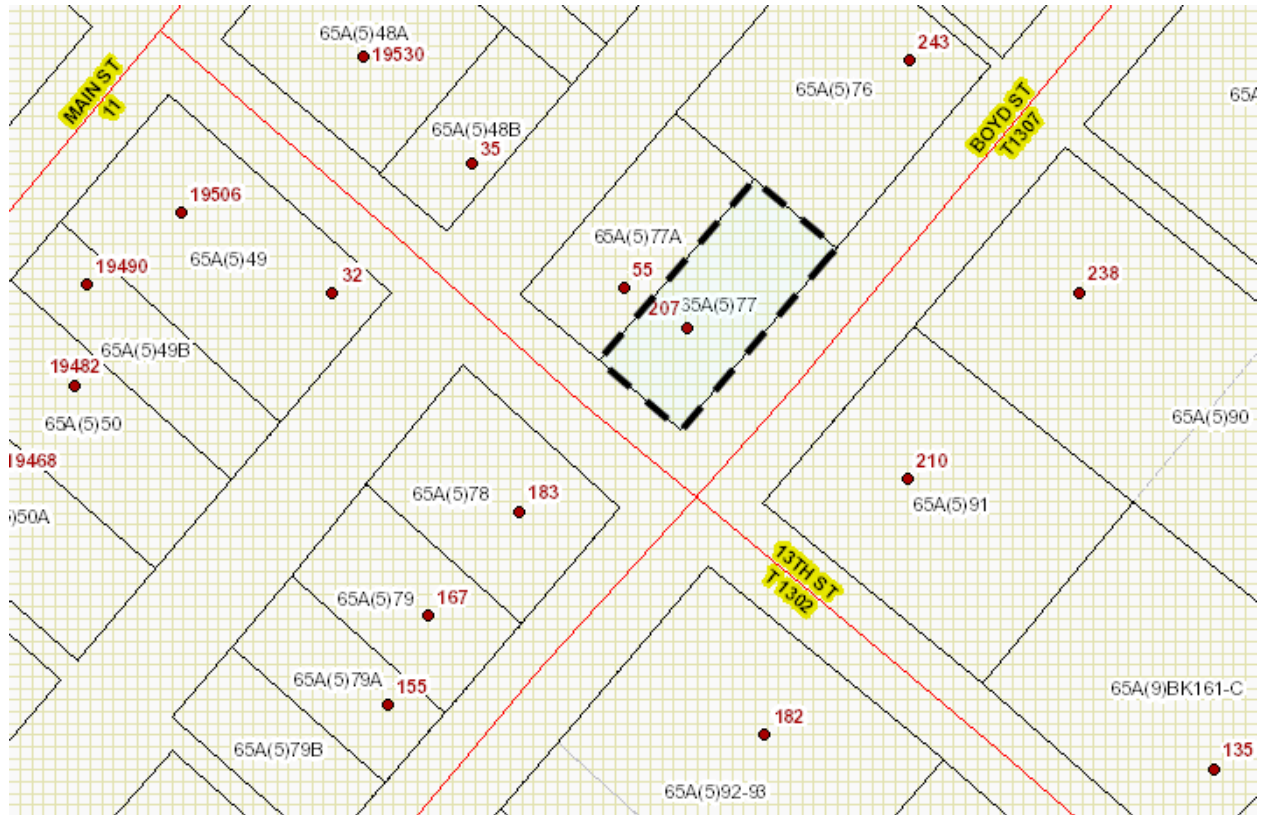 65A(5)48A
19530
243
MAIN ST
11
65A(5)76
65A
BOYD ST
T1307
65A(5)48B
35
19506
65A(5)77A
65A(5)49
19490
32
55
238
207
65A(5)77
65A(5)49B
19482
65A(5)50
65A(5)90
19468
210
65A(5)78
183
65A(5)91
)50A
13TH ST
T 1302
65A(5)79
167
65A(5)79A
155
65A(9)BK161-C
182
65A(5)79B
135
65A(5)92-93